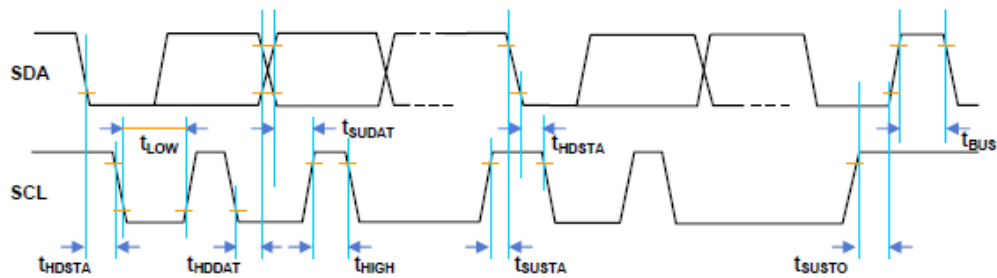 SDA
tSUDAT
tLOW
tHDSTA
tBUS
SCL
tHDSTA
tHDDAT
tHIGH
tSUSTA
tSUSTO